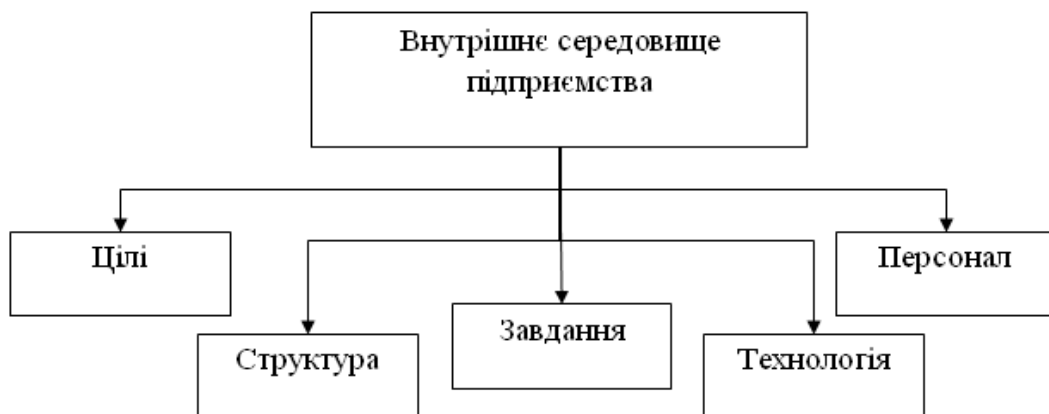 Внутрішнє середовище
підприємства
Цілі
Персонал
Завдання
Структура
Технологія